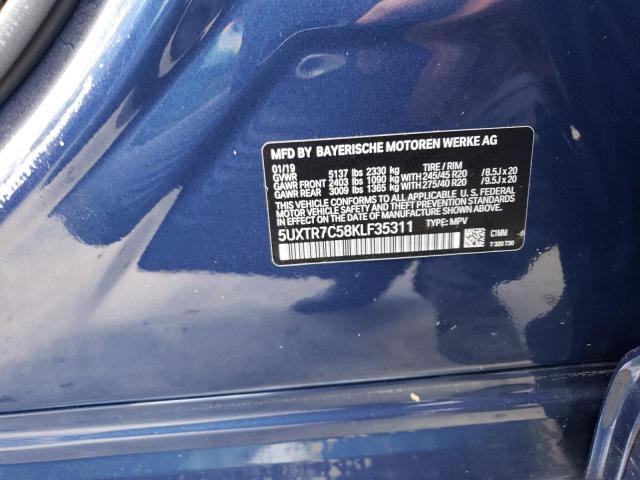 MFD BY BAYERISCHE MOTOREN WERKE AG
01/19 TIRE / RIM
GVWR 5137 lbs 2330 kg
GAWR FRONT 2403 lbs 1090 kg WITH 245/45 R20 /8.5J x 20
GAWR REAR 3009 lbs 1365 kg WITH 275/40 R20 /9.5J x 20
THIS VEHICLE CONFORMS TO ALL APPLICABLE U.S. FEDERAL
MOTOR VEHICLE SAFETY, BUMPER, AND THEFT PREVENTION STANDARDS
IN EFFECT ON THE DATE OF MANUFACTURE SHOWN ABOVE.
5UXTR7C58KLF35311 TYPE: MPV
C1MM
7 320 730